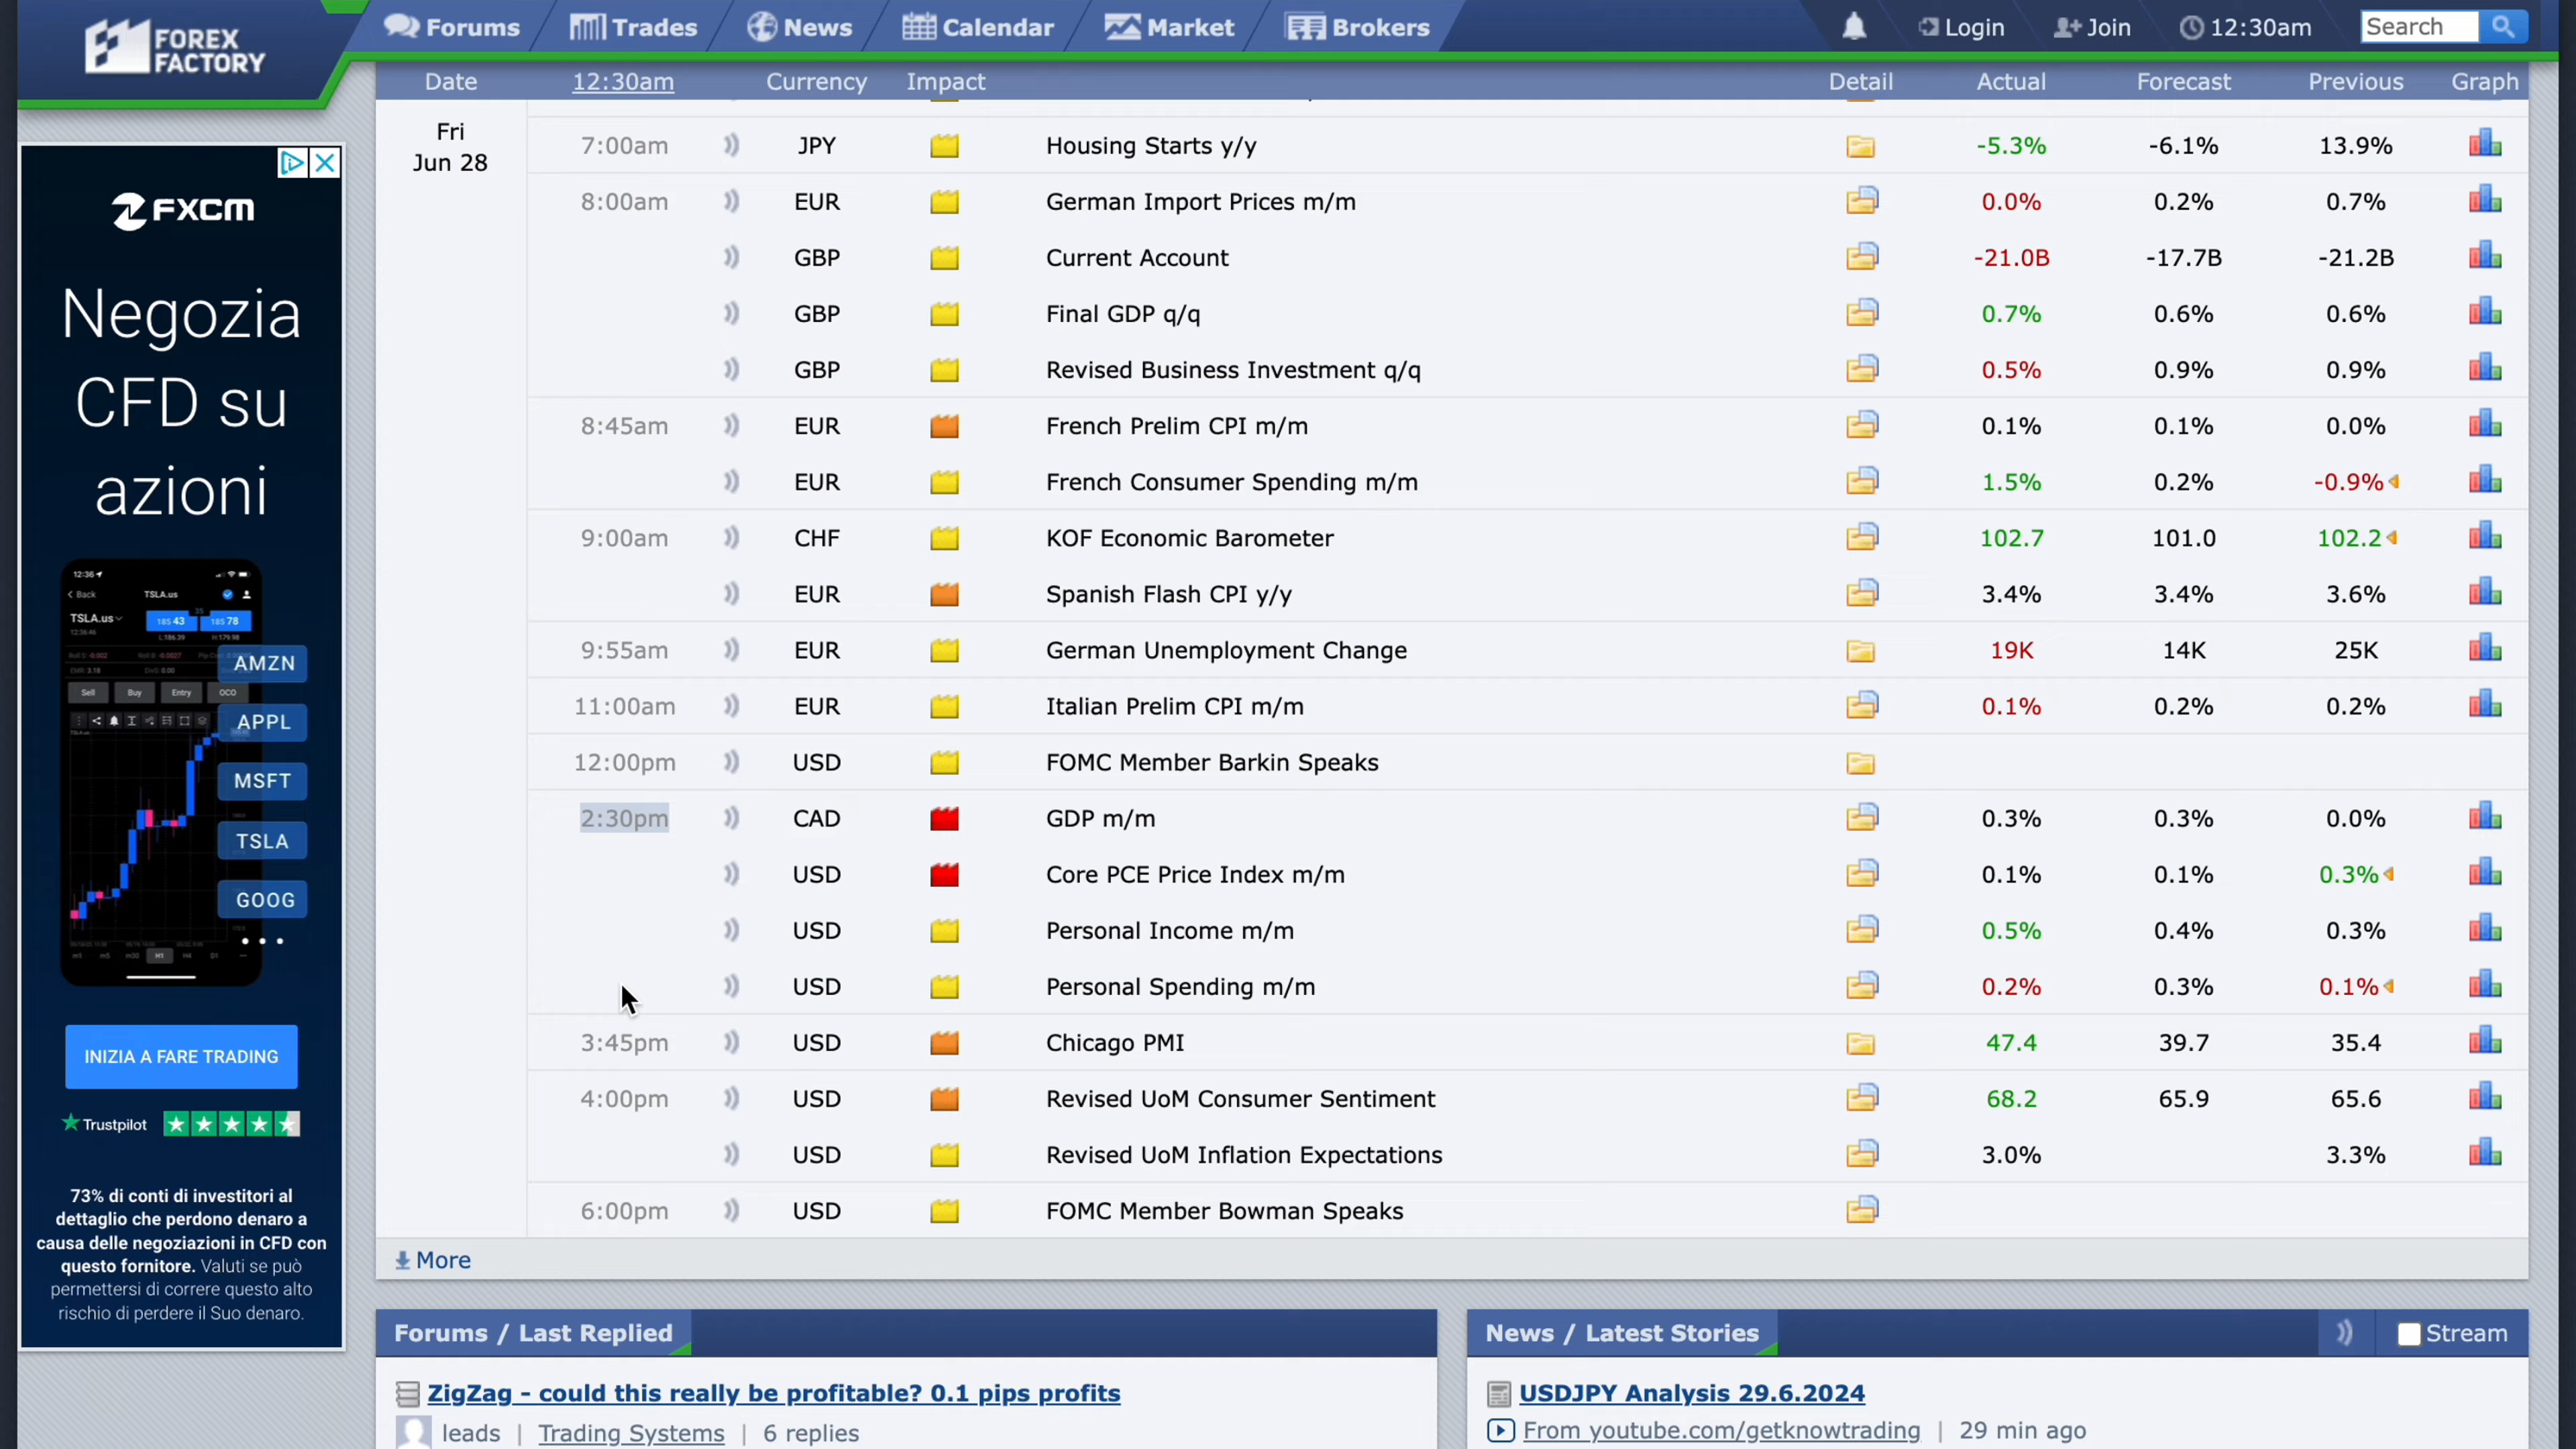 FOREX FACTORY
Forums Trades News Calendar Market Brokers Login Join 12:30am Search
Date 12:30am Currency Impact Detail Actual Forecast Previous Graph
Fri
Jun 28
7:00am JPY Housing Starts y/y -5.3% -6.1% 13.9%
8:00am EUR German Import Prices m/m 0.0% 0.2% 0.7%
GBP Current Account -21.0B -17.7B -21.2B
GBP Final GDP q/q 0.7% 0.6% 0.6%
GBP Revised Business Investment q/q 0.5% 0.9% 0.9%
8:45am EUR French Prelim CPI m/m 0.1% 0.1% 0.0%
EUR French Consumer Spending m/m 1.5% 0.2% -0.9%
9:00am CHF KOF Economic Barometer 102.7 101.0 102.2
EUR Spanish Flash CPI y/y 3.4% 3.4% 3.6%
9:55am EUR German Unemployment Change 19K 14K 25K
11:00am EUR Italian Prelim CPI m/m 0.1% 0.2% 0.2%
12:00pm USD FOMC Member Barkin Speaks
2:30pm CAD GDP m/m 0.3% 0.3% 0.0%
USD Core PCE Price Index m/m 0.1% 0.1% 0.3%
USD Personal Income m/m 0.5% 0.4% 0.3%
USD Personal Spending m/m 0.2% 0.3% 0.1%
3:45pm USD Chicago PMI 47.4 39.7 35.4
4:00pm USD Revised UoM Consumer Sentiment 68.2 65.9 65.6
USD Revised UoM Inflation Expectations 3.0% 3.3%
6:00pm USD FOMC Member Bowman Speaks
More
FXCM
Negozia
CFD su
azioni
12:36
Back TSLA.us
TSLA.us 185 43 185 78
AMZN
Sell Buy Entry OCO
APPL
MSFT
TSLA
GOOG
H1
INIZIA A FARE TRADING
Trustpilot
73% di conti di investitori al
dettaglio che perdono denaro a
causa delle negoziazioni in CFD con
questo fornitore. Valuti se può
permettersi di correre questo alto
rischio di perdere il Suo denaro.
Forums / Last Replied
ZigZag - could this really be profitable? 0.1 pips profits
leads | Trading Systems | 6 replies
News / Latest Stories Stream
USDJPY Analysis 29.6.2024
From youtube.com/getknowtrading | 29 min ago